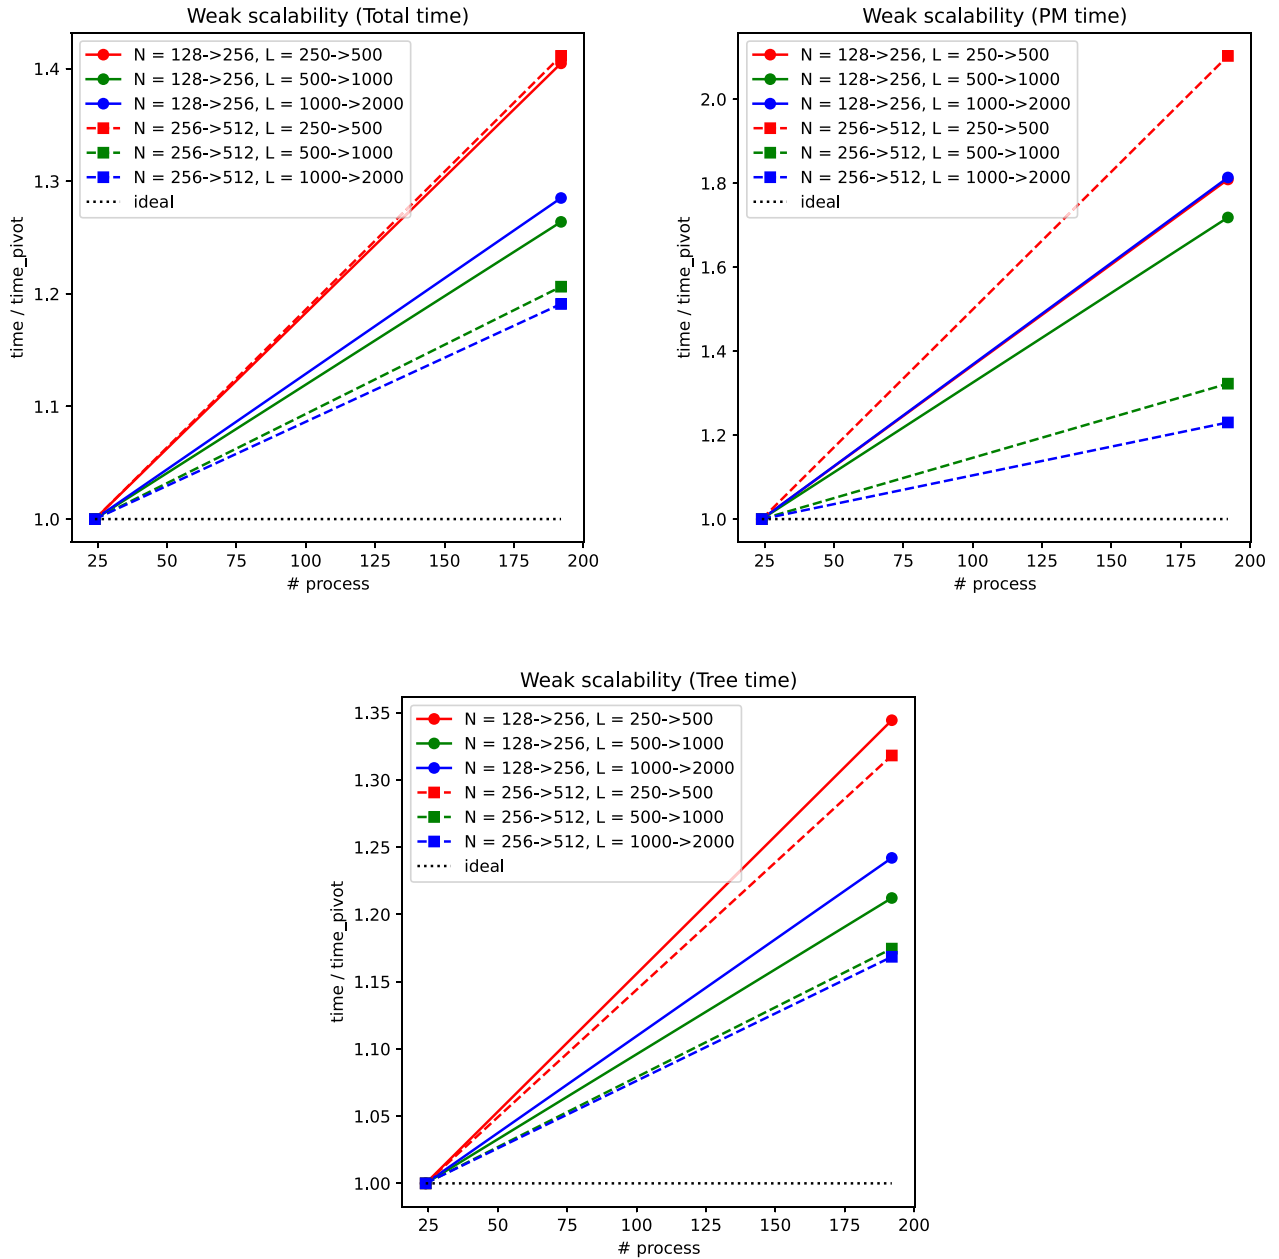 Weak scalability (Total time)
N = 128->256, L = 250->500
N = 128->256, L = 500->1000
N = 128->256, L = 1000->2000
N = 256->512, L = 250->500
N = 256->512, L = 500->1000
N = 256->512, L = 1000->2000
ideal
time / time_pivot
1.4
1.3
1.2
1.1
1.0
25 50 75 100 125 150 175 200
# process
Weak scalability (PM time)
N = 128->256, L = 250->500
N = 128->256, L = 500->1000
N = 128->256, L = 1000->2000
N = 256->512, L = 250->500
N = 256->512, L = 500->1000
N = 256->512, L = 1000->2000
ideal
time / time_pivot
2.0
1.8
1.6
1.4
1.2
1.0
25 50 75 100 125 150 175 200
# process
Weak scalability (Tree time)
N = 128->256, L = 250->500
N = 128->256, L = 500->1000
N = 128->256, L = 1000->2000
N = 256->512, L = 250->500
N = 256->512, L = 500->1000
N = 256->512, L = 1000->2000
ideal
time / time_pivot
1.35
1.30
1.25
1.20
1.15
1.10
1.05
1.00
25 50 75 100 125 150 175 200
# process